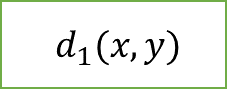 d₁(x, y)